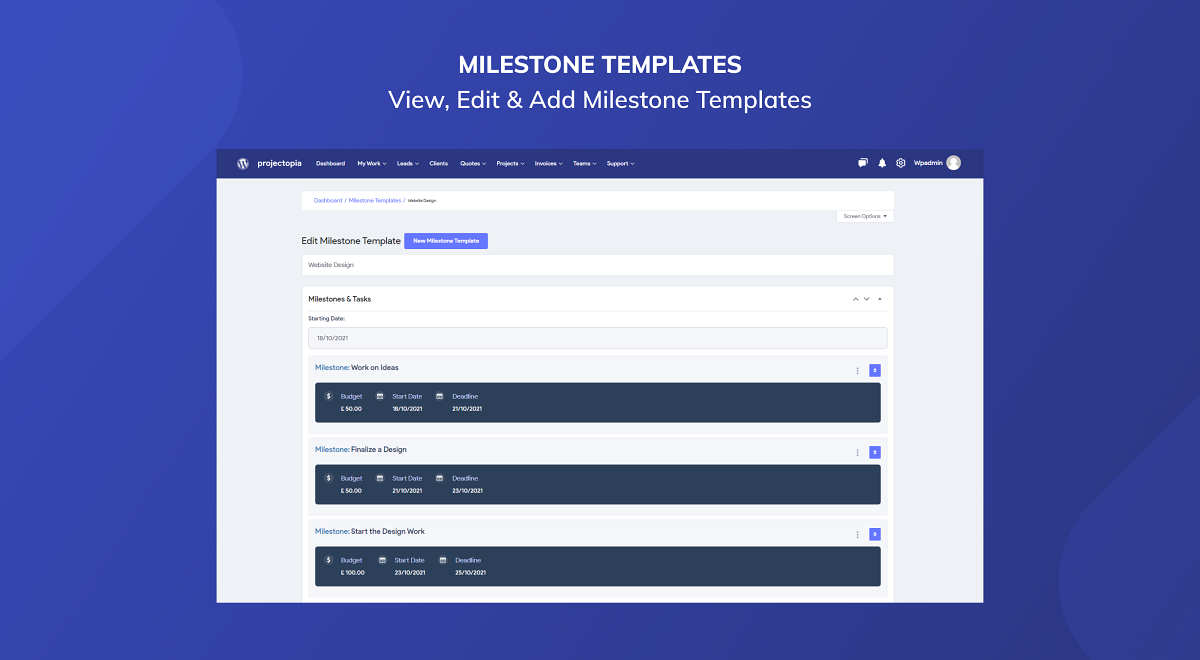 MILESTONE TEMPLATES
View, Edit & Add Milestone Templates
projectopia Dashboard My Work Leads Clients Quotes Projects Invoices Teams Support Wpadmin
Dashboard / Milestone Templates / Website Design
Screen Options
Edit Milestone Template New Milestone Template
Website Design
Milestones & Tasks
Starting Date:
18/10/2021
Milestone: Work on Ideas
$ Budget Start Date Deadline
£ 50.00 18/10/2021 21/10/2021
Milestone: Finalize a Design
$ Budget Start Date Deadline
£ 50.00 21/10/2021 23/10/2021
Milestone: Start the Design Work
$ Budget Start Date Deadline
£ 100.00 23/10/2021 25/10/2021